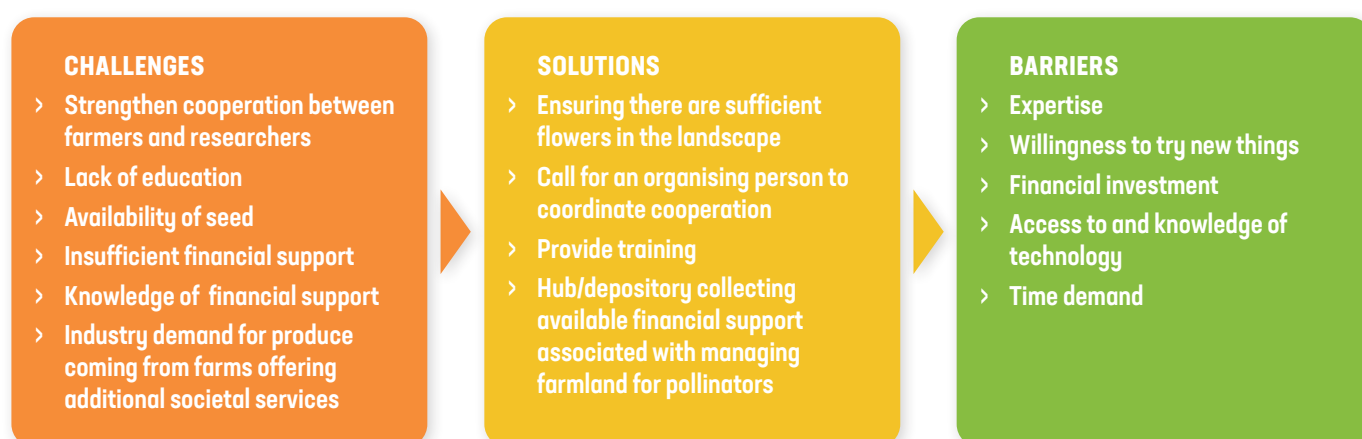 CHALLENGES
> Strengthen cooperation between
farmers and researchers
> Lack of education
> Availability of seed
> Insufficient financial support
> Knowledge of financial support
> Industry demand for produce
coming from farms offering
additional societal services
SOLUTIONS
> Ensuring there are sufficient
flowers in the landscape
> Call for an organising person to
coordinate cooperation
> Provide training
> Hub/depository collecting
available financial support
associated with managing
farmland for pollinators
BARRIERS
> Expertise
> Willingness to try new things
> Financial investment
> Access to and knowledge of
technology
> Time demand